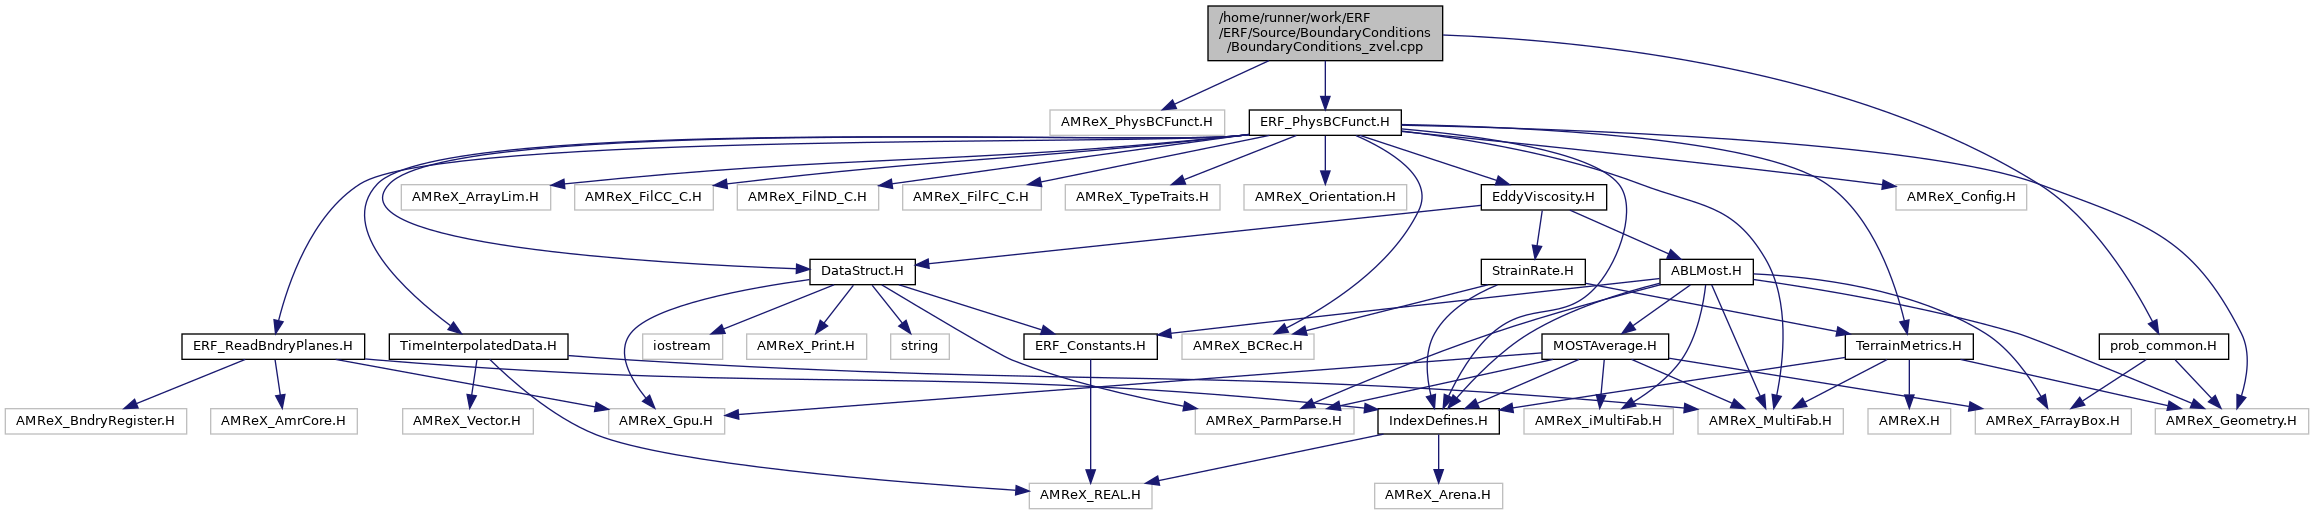 /home/runner/work/ERF
/ERF/Source/BoundaryConditions
/BoundaryConditions_zvel.cpp
AMReX_PhysBCFunct.H
ERF_PhysBCFunct.H
AMReX_ArrayLim.H
AMReX_FilCC_C.H
AMReX_FilND_C.H
AMReX_FilFC_C.H
AMReX_TypeTraits.H
AMReX_Orientation.H
EddyViscosity.H
AMReX_Config.H
DataStruct.H
StrainRate.H
ABLMost.H
ERF_ReadBndryPlanes.H
TimeInterpolatedData.H
iostream
AMReX_Print.H
string
ERF_Constants.H
AMReX_BCRec.H
MOSTAverage.H
TerrainMetrics.H
prob_common.H
AMReX_BndryRegister.H
AMReX_AmrCore.H
AMReX_Vector.H
AMReX_Gpu.H
AMReX_ParmParse.H
IndexDefines.H
AMReX_iMultiFab.H
AMReX_MultiFab.H
AMReX.H
AMReX_FArrayBox.H
AMReX_Geometry.H
AMReX_REAL.H
AMReX_Arena.H